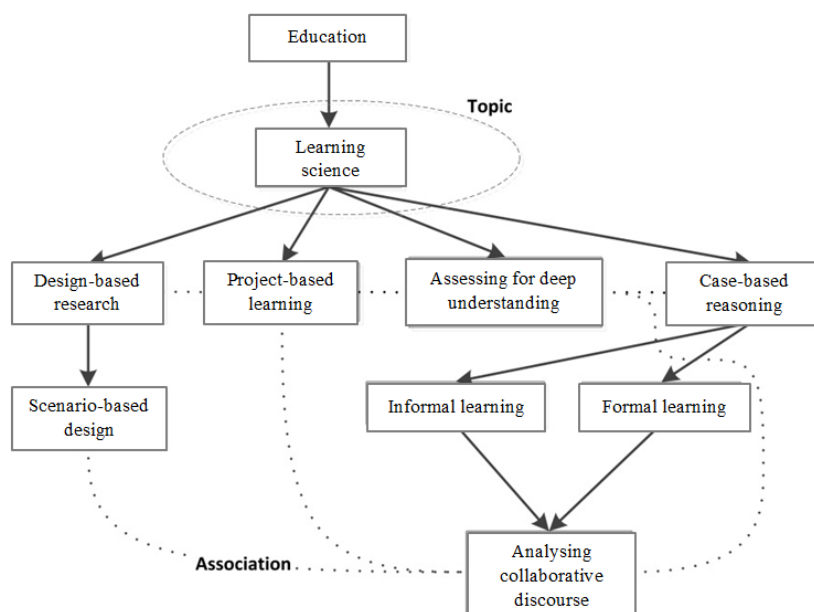 Education
Topic
Learning
science
Design-based
research
Project-based
learning
Assessing for deep
understanding
Case-based
reasoning
Scenario-based
design
Informal learning
Formal learning
Association
Analysing
collaborative
discourse